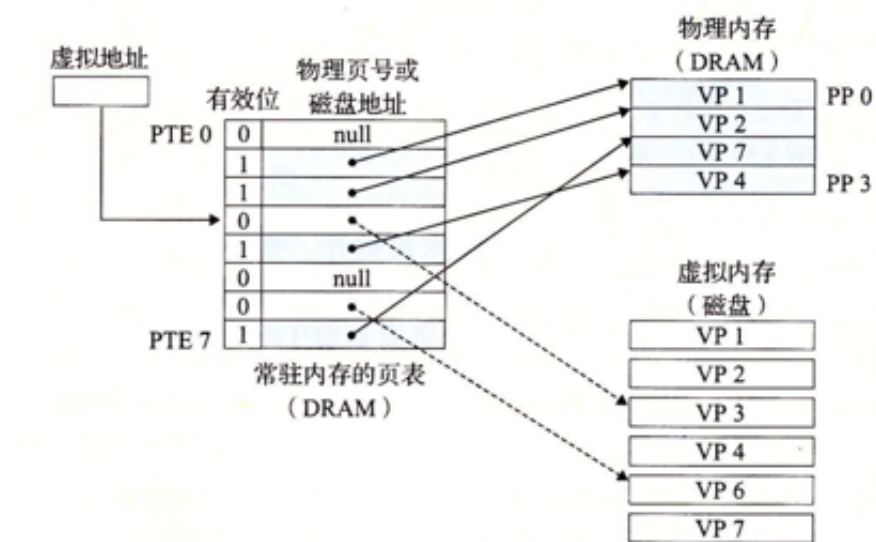 虚拟地址
有效位
物理页号或
磁盘地址
PTE 0
0
null
1
1
0
1
0
null
0
PTE 7
1
常驻内存的页表
（DRAM）
物理内存
（DRAM）
VP 1
PP 0
VP 2
VP 7
VP 4
PP 3
虚拟内存
（磁盘）
VP 1
VP 2
VP 3
VP 4
VP 6
VP 7